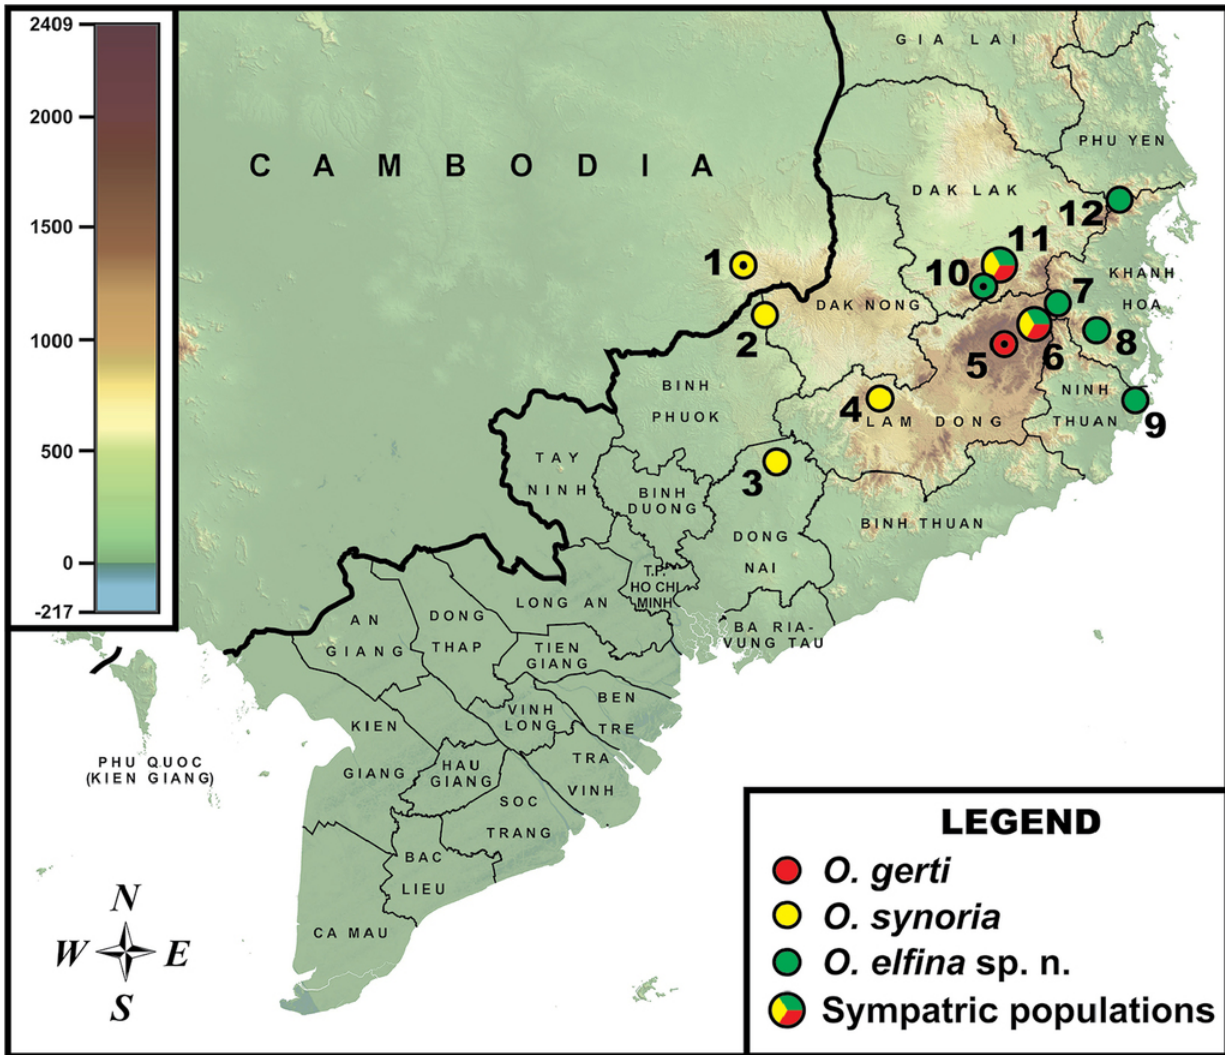 2409
2000
1500
1000
500
0
-217
GIA LAI
PHU YEN
CAMBODIA
DAK LAK
12
11
1
10
KHANH
HOA
7
DAK NONG
2
8
5
6
BINH
PHUOK
NINH
THUAN
4
LAM DONG
9
TAY
NINH
3
BINH
DUONG
BINH THUAN
DONG
NAI
T.P.
HO CHI
MINH
LONG AN
AN
GIANG
DONG
THAP
BA RIA-
VUNG TAU
TIEN
GIANG
BEN
TRE
VINH
LONG
KIEN
GIANG
PHU QUOC
(KIEN GIANG)
HAU
GIANG
TRA
VINH
SOC
TRANG
BAC
LIEU
CA MAU
N
W E
S
LEGEND
O. gerti
O. synoria
O. elfina sp. n.
Sympatric populations